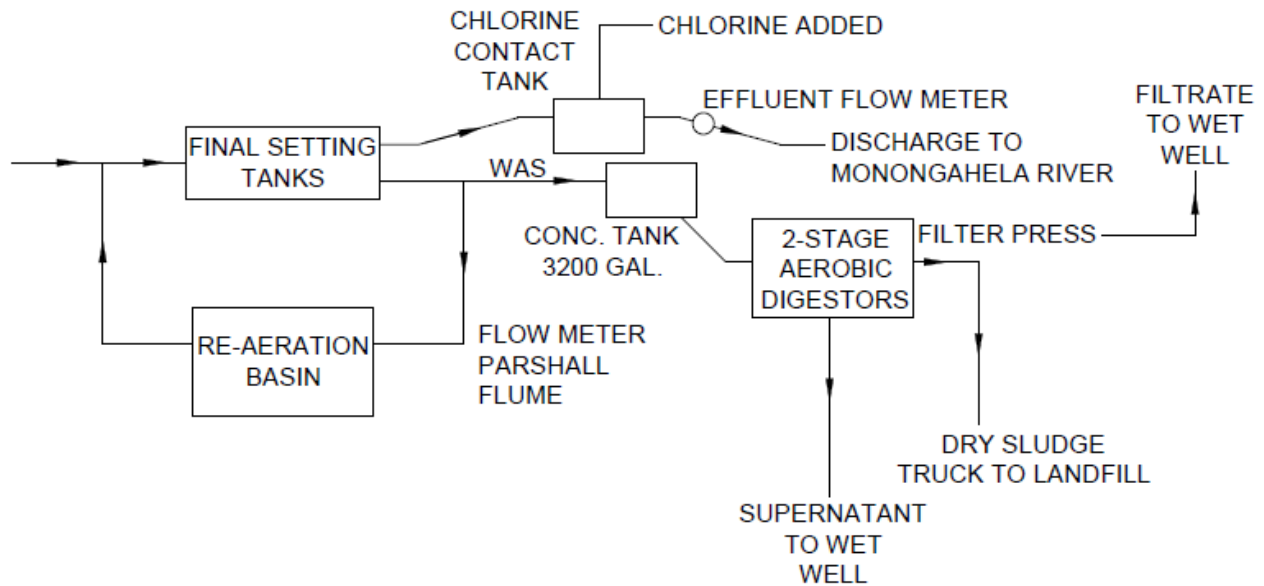 CHLORINE
CONTACT
TANK
CHLORINE ADDED
EFFLUENT FLOW METER
DISCHARGE TO
MONONGAHELA RIVER
FILTRATE
TO WET
WELL
FINAL SETTING
TANKS
WAS
CONC. TANK
3200 GAL.
2-STAGE
AEROBIC
DIGESTORS
FILTER PRESS
RE-AERATION
BASIN
FLOW METER
PARSHALL
FLUME
DRY SLUDGE
TRUCK TO LANDFILL
SUPERNATANT
TO WET
WELL